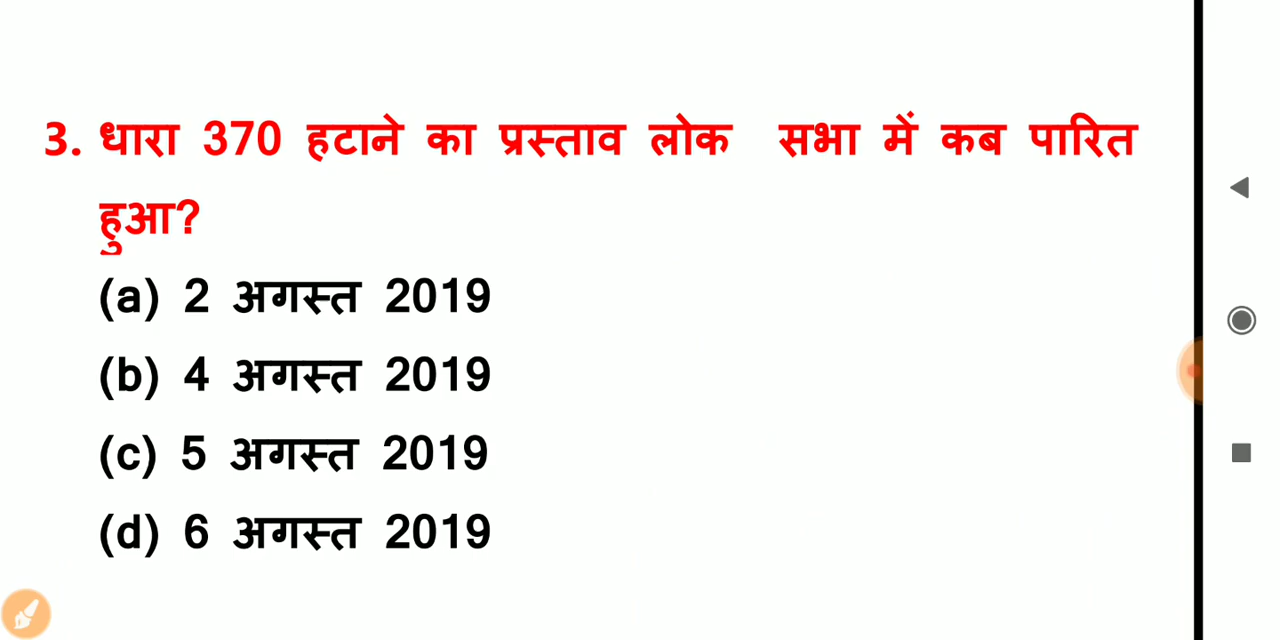 3. धारा 370 हटाने का प्रस्ताव लोक सभा में कब पारित
हुआ?
(a) 2 अगस्त 2019
(b) 4 अगस्त 2019
(c) 5 अगस्त 2019
(d) 6 अगस्त 2019